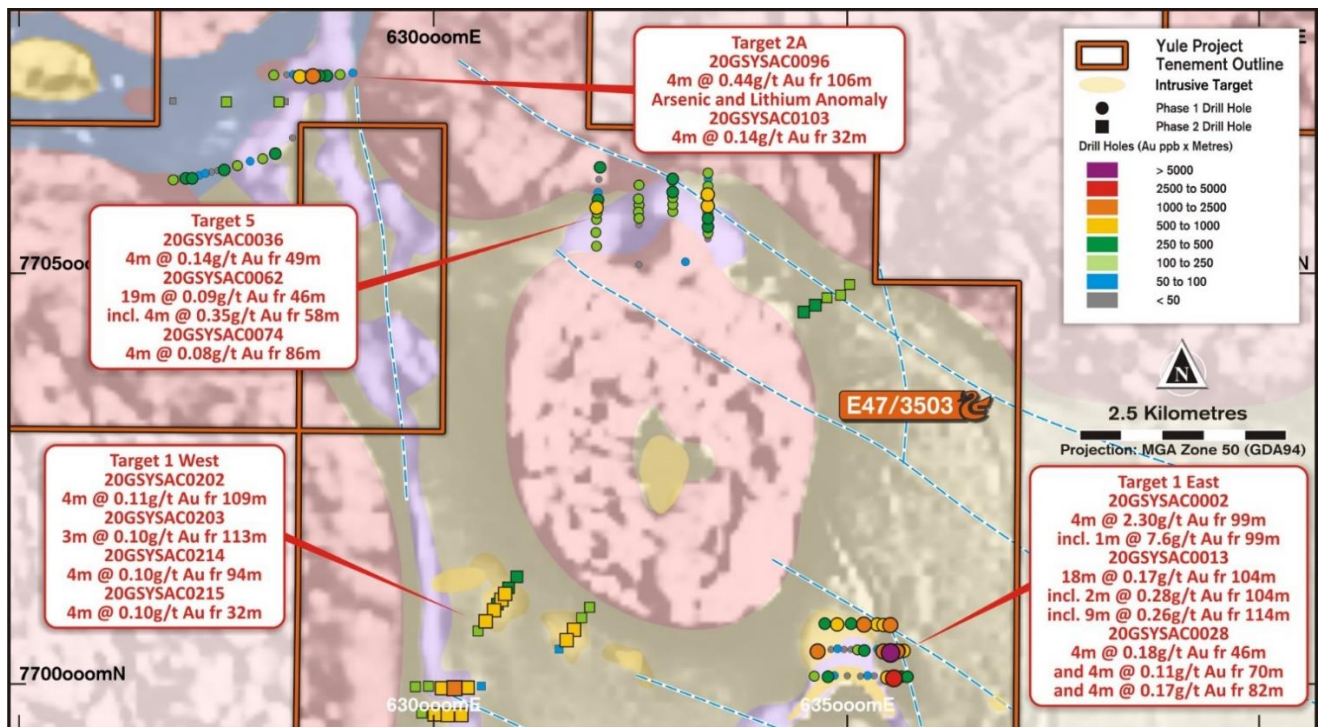 630000mE
E
Target 2A
20GSYSAC0096
4m @ 0.44g/t Au fr 106m
Arsenic and Lithium Anomaly
20GSYSAC0103
4m @ 0.14g/t Au fr 32m
Yule Project
Tenement Outline
Intrusive Target
Phase 1 Drill Hole
Phase 2 Drill Hole
Drill Holes (Au ppb x Metres)
> 5000
2500 to 5000
1000 to 2500
500 to 1000
250 to 500
100 to 250
50 to 100
< 50
Target 5
20GSYSAC0036
4m @ 0.14g/t Au fr 49m
20GSYSAC0062
19m @ 0.09g/t Au fr 46m
incl. 4m @ 0.35g/t Au fr 58m
20GSYSAC0074
4m @ 0.08g/t Au fr 86m
7705000
N
N
2.5 Kilometres
Projection: MGA Zone 50 (GDA94)
E47/3503
Target 1 West
20GSYSAC0202
4m @ 0.11g/t Au fr 109m
20GSYSAC0203
3m @ 0.10g/t Au fr 113m
20GSYSAC0214
4m @ 0.10g/t Au fr 94m
20GSYSAC0215
4m @ 0.10g/t Au fr 32m
Target 1 East
20GSYSAC0002
4m @ 2.30g/t Au fr 99m
incl. 1m @ 7.6g/t Au fr 99m
20GSYSAC0013
18m @ 0.17g/t Au fr 104m
incl. 2m @ 0.28g/t Au fr 104m
incl. 9m @ 0.26g/t Au fr 114m
20GSYSAC0028
4m @ 0.18g/t Au fr 46m
and 4m @ 0.11g/t Au fr 70m
and 4m @ 0.17g/t Au fr 82m
7700000mN
630000mE
635000mE